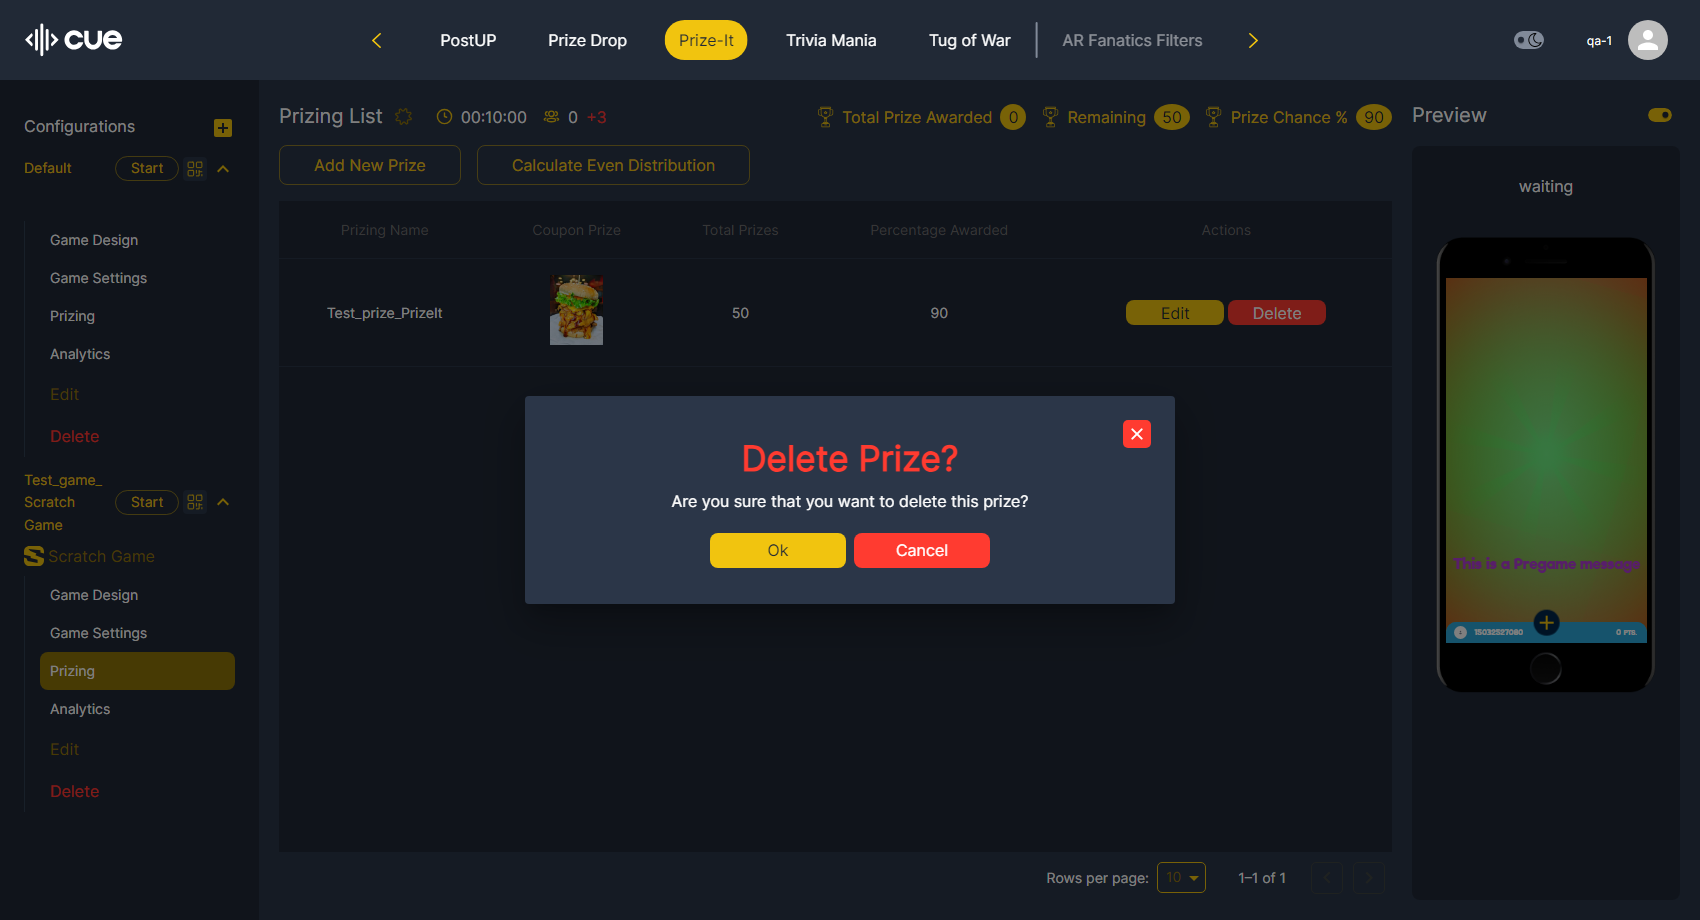 cue
PostUP
Prize Drop
Prize-It
Trivia Mania
Tug of War
AR Fanatics Filters
qa-1
Configurations
Default
Start
Game Design
Game Settings
Prizing
Analytics
Edit
Delete
Test_game_
Scratch
Game
Start
Scratch Game
Game Design
Game Settings
Prizing
Analytics
Edit
Delete
Prizing List
00:10:00
0 +3
Total Prize Awarded 0
Remaining 50
Prize Chance % 90
Add New Prize
Calculate Even Distribution
Prizing Name
Coupon Prize
Total Prizes
Percentage Awarded
Actions
Test_prize_PrizeIt
50
90
Edit
Delete
Delete Prize?
Are you sure that you want to delete this prize?
Ok
Cancel
Rows per page: 10
1–1 of 1
Preview
waiting
This is a Pregame message
15032527080
0 PTS.